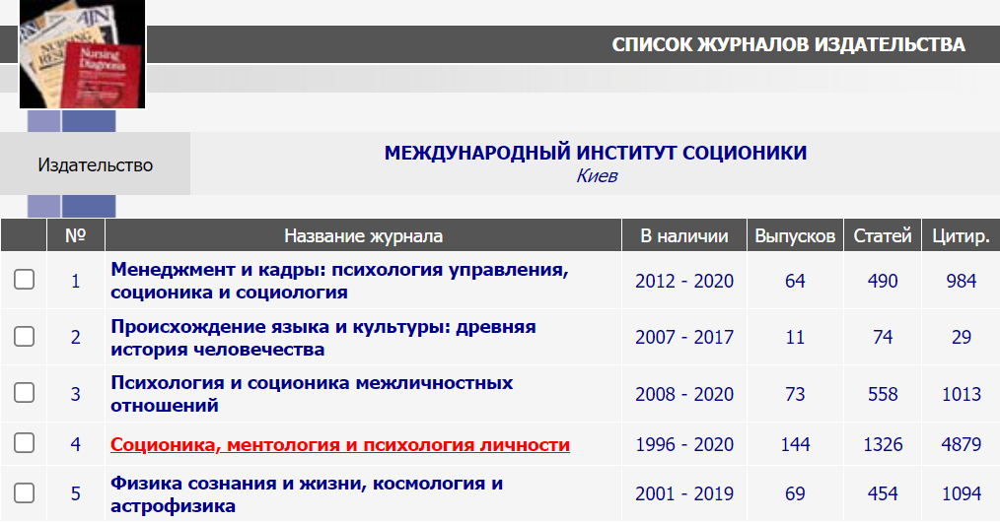 AJN
Nursing
Diagnosis
СПИСОК ЖУРНАЛОВ ИЗДАТЕЛЬСТВА
Издательство
МЕЖДУНАРОДНЫЙ ИНСТИТУТ СОЦИОНИКИ
Киев
№ Название журнала В наличии Выпусков Статей Цитир.
1 Менеджмент и кадры: психология управления, 2012 - 2020 64 490 984
соционика и социология
2 Происхождение языка и культуры: древняя 2007 - 2017 11 74 29
история человечества
3 Психология и соционика межличностных 2008 - 2020 73 558 1013
отношений
4 Соционика, ментология и психология личности 1996 - 2020 144 1326 4879
5 Физика сознания и жизни, космология и 2001 - 2019 69 454 1094
астрофизика